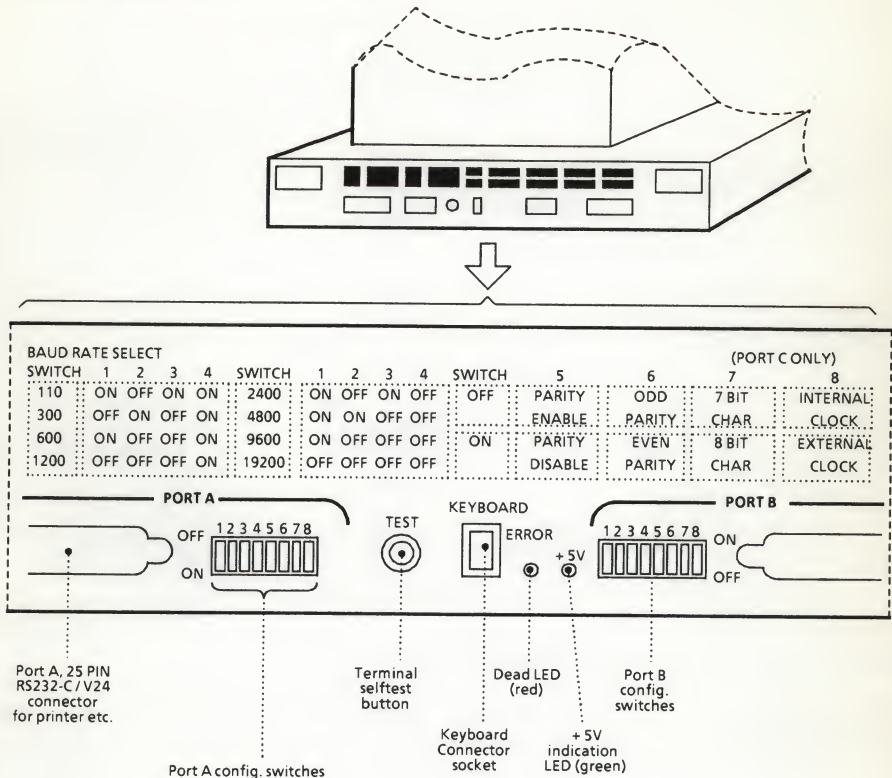 BAUD RATE SELECT (PORT C ONLY)
SWITCH 1 2 3 4 SWITCH 1 2 3 4 SWITCH 5 6 7 8
110 ON OFF ON ON 2400 ON OFF ON OFF OFF PARITY ODD 7 BIT INTERNAL
300 OFF ON OFF ON 4800 OFF ON OFF OFF ENABLE PARITY CHAR CLOCK
600 ON OFF OFF ON 9600 ON OFF OFF OFF ON PARITY EVEN 8 BIT EXTERNAL
1200 OFF OFF OFF ON 19200 OFF OFF OFF OFF DISABLE PARITY CHAR CLOCK
PORT A
OFF
1 2 3 4 5 6 7 8
ON
TEST
KEYBOARD
ERROR
+ 5V
PORT B
1 2 3 4 5 6 7 8
ON
OFF
Port A, 25 PIN
RS232-C / V24
connector
for printer etc.
Port A config. switches
Terminal
selftest
button
Keyboard
Connector
socket
Dead LED
(red)
+ 5V
indication
LED (green)
Port B
config.
switches